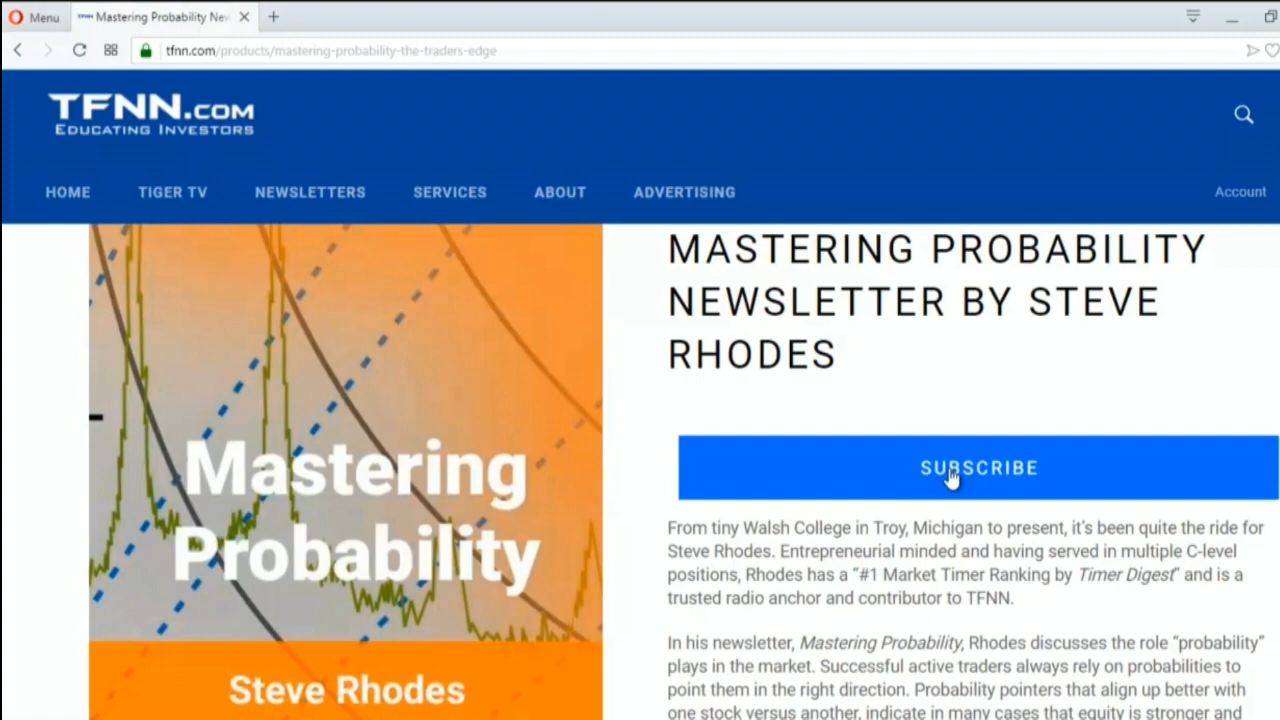 Menu
Mastering Probability New
tfnn.com/products/mastering-probability-the-traders-edge
TFNN.COM
EDUCATING INVESTORS
HOME TIGER TV NEWSLETTERS SERVICES ABOUT ADVERTISING Account
Mastering
Probability
Steve Rhodes
MASTERING PROBABILITY
NEWSLETTER BY STEVE
RHODES
SUBSCRIBE
From tiny Walsh College in Troy, Michigan to present, it's been quite the ride for
Steve Rhodes. Entrepreneurial minded and having served in multiple C-level
positions, Rhodes has a “#1 Market Timer Ranking by Timer Digest” and is a
trusted radio anchor and contributor to TFNN.
In his newsletter, Mastering Probability, Rhodes discusses the role “probability”
plays in the market. Successful active traders always rely on probabilities to
point them in the right direction. Probability pointers that align up better with
one stock versus another, indicate in many cases that equity is stronger and